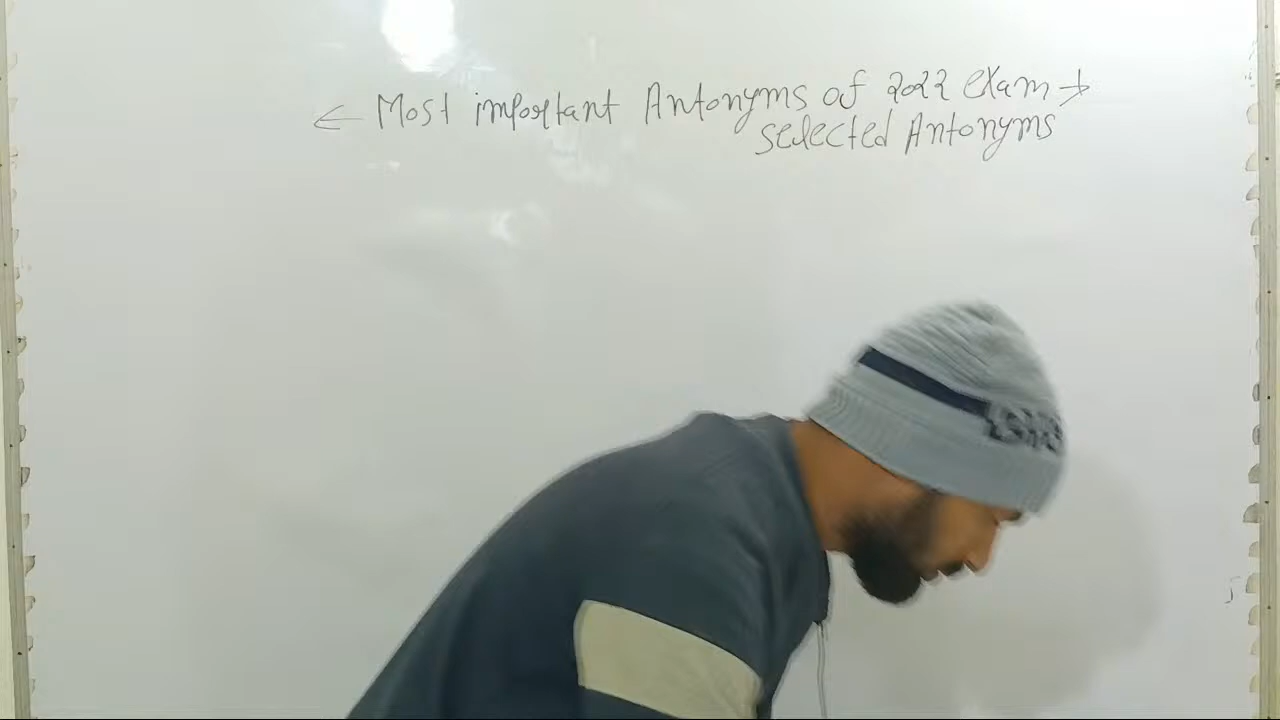 ← Most important Antonyms of 2022 exam →
selected Antonyms